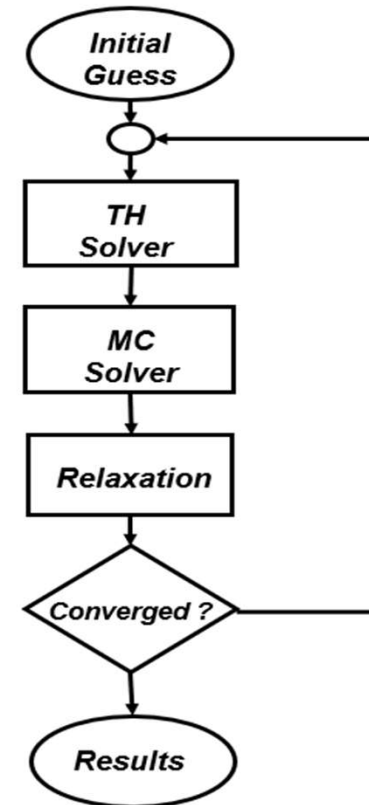 Initial
Guess
TH
Solver
MC
Solver
Relaxation
Converged ?
Results